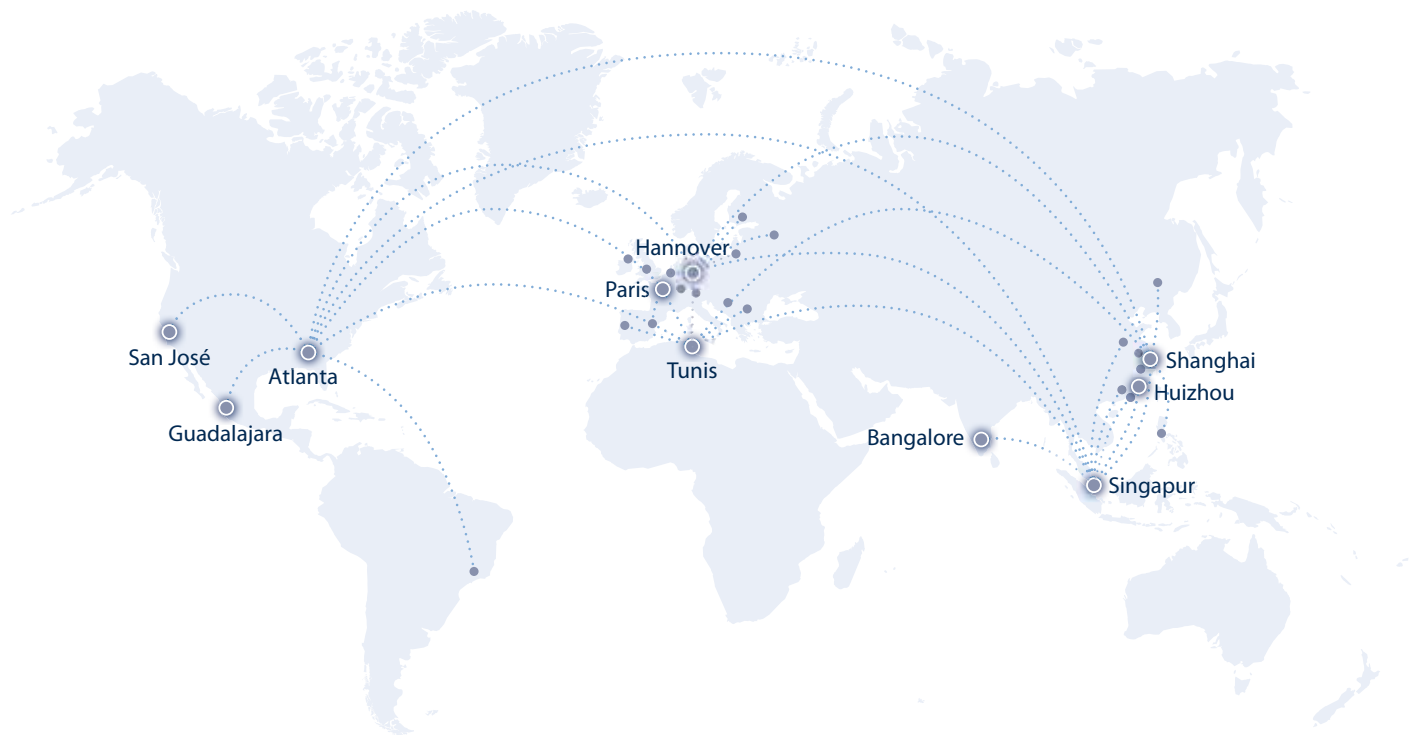 Hannover
Paris
San José
Atlanta
Tunis
Shanghai
Huizhou
Guadalajara
Bangalore
Singapur